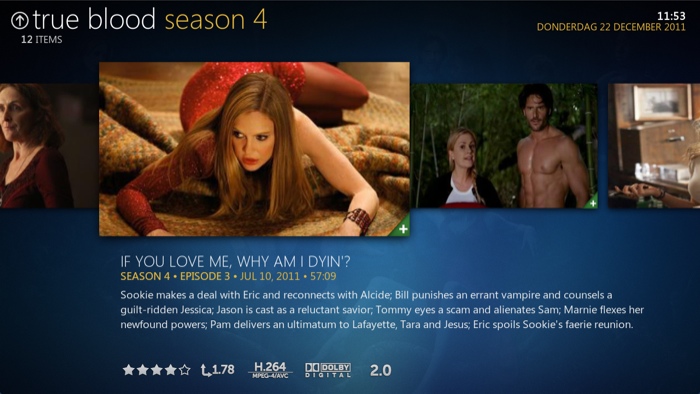 true blood season 4
12 ITEMS
11:53
DONDERDAG 22 DECEMBER 2011
IF YOU LOVE ME, WHY AM I DYIN'?
SEASON 4 • EPISODE 3 • JUL 10, 2011 • 57:09
Sookie makes a deal with Eric and reconnects with Alcide; Bill punishes an errant vampire and counsels a
guilt-ridden Jessica; Jason is cast as a reluctant savior; Tommy eyes a scam and alienates Sam; Marnie flexes her
newfound powers; Pam delivers an ultimatum to Lafayette, Tara and Jesus; Eric spoils Sookie's faerie reunion.
1.78
H.264
MPEG-4/AVC
DOLBY
DIGITAL
2.0